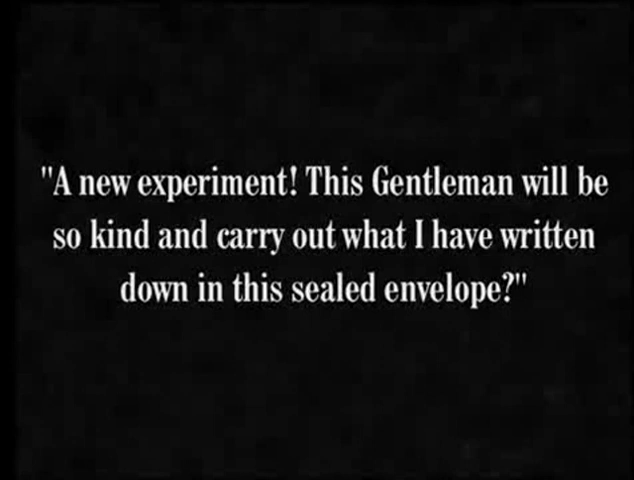 "A new experiment! This Gentleman will be
so kind and carry out what I have written
down in this sealed envelope?"